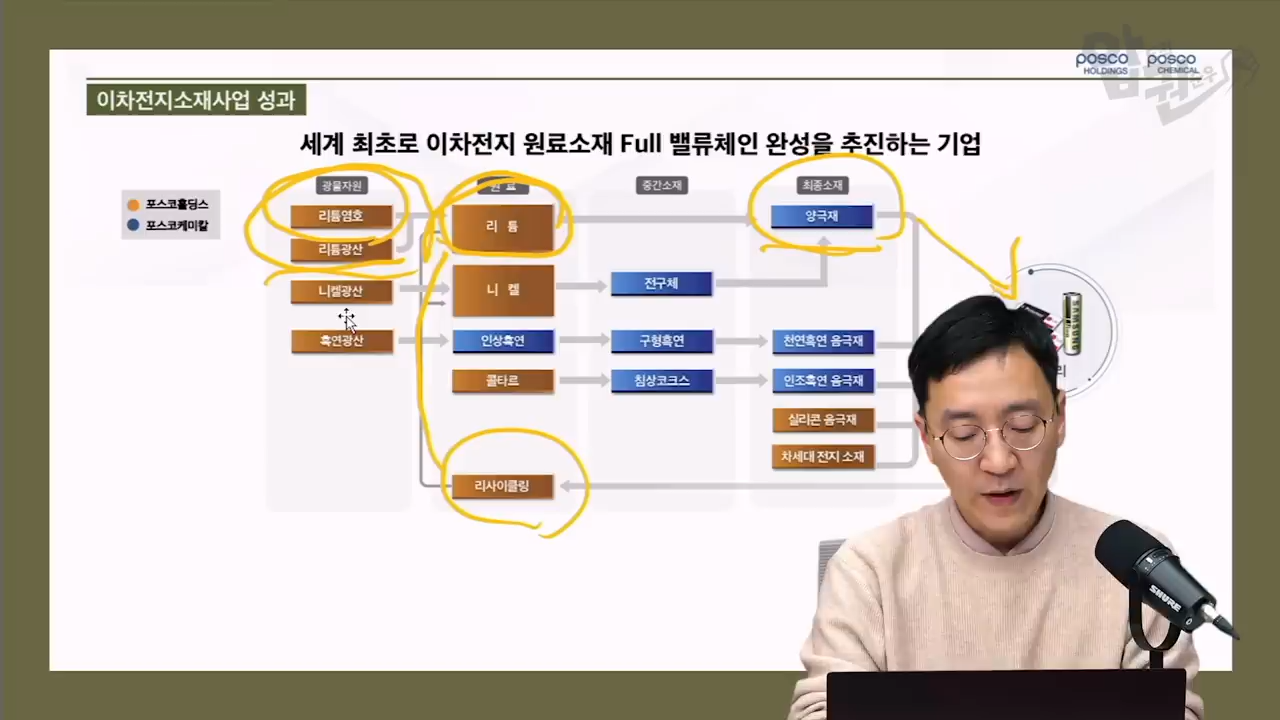 posco
HOLDINGS
posco
CHEMICAL
이차전지소재사업 성과
세계 최초로 이차전지 원료소재 Full 밸류체인 완성을 추진하는 기업
포스코홀딩스
포스코케미칼
광물자원
원 료
중간소재
최종소재
리튬염호
리 튬
양극재
리튬광산
니켈광산
니 켈
전구체
흑연광산
인상흑연
구형흑연
천연흑연 음극재
콜타르
침상코크스
인조흑연 음극재
실리콘 음극재
차세대 전지 소재
리사이클링
리
SHURE